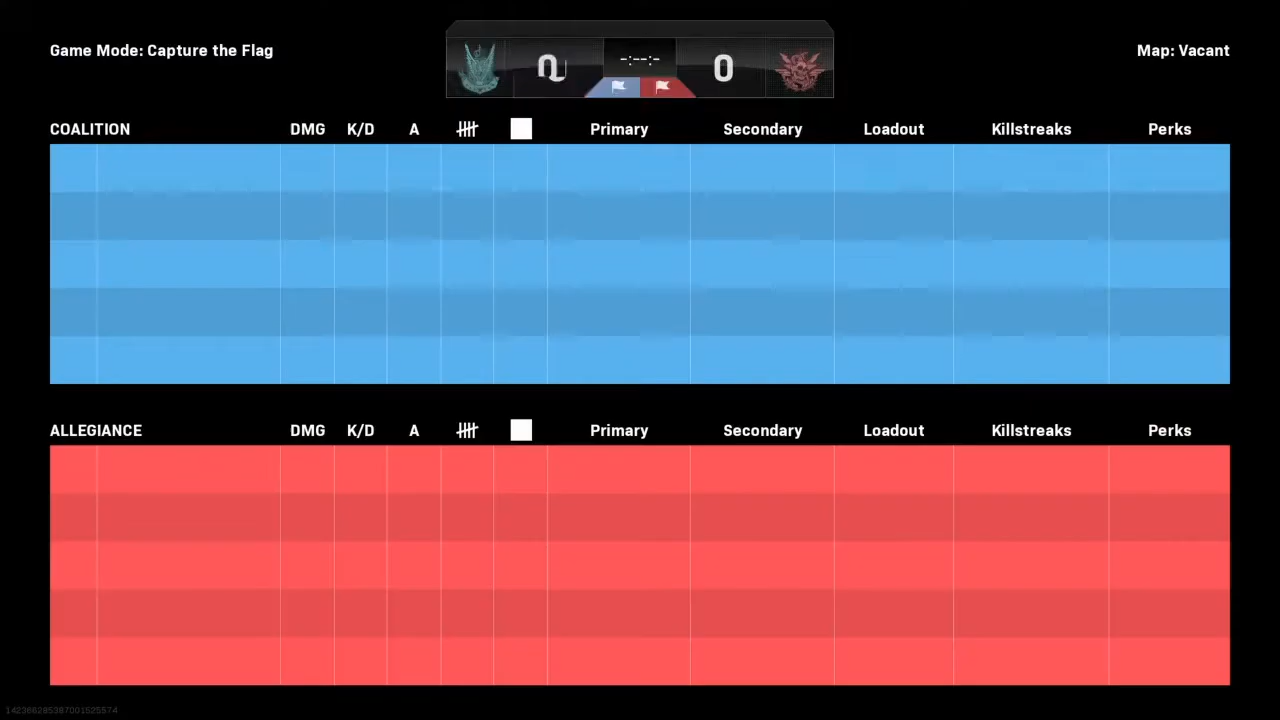 Game Mode: Capture the Flag
0 -:--:- 0
Map: Vacant
COALITION DMG K/D A Primary Secondary Loadout Killstreaks Perks
ALLEGIANCE DMG K/D A Primary Secondary Loadout Killstreaks Perks